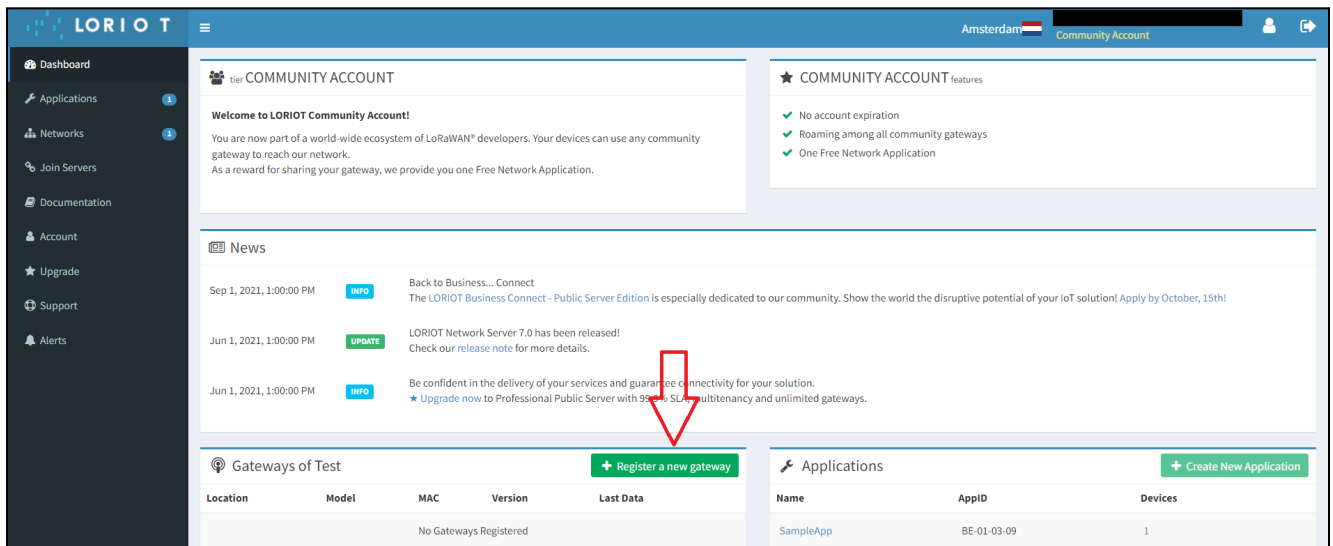 LORIOT
Amsterdam
Community Account
Dashboard
Applications 1
Networks 1
Join Servers
Documentation
Account
Upgrade
Support
Alerts
tier COMMUNITY ACCOUNT
Welcome to LORIOT Community Account!
You are now part of a world-wide ecosystem of LoRaWAN® developers. Your devices can use any community
gateway to reach our network.
As a reward for sharing your gateway, we provide you one Free Network Application.
COMMUNITY ACCOUNT features
No account expiration
Roaming among all community gateways
One Free Network Application
News
Sep 1, 2021, 1:00:00 PM INFO Back to Business... Connect
The LORIOT Business Connect - Public Server Edition is especially dedicated to our community. Show the world the disruptive potential of your IoT solution! Apply by October, 15th!
Jun 1, 2021, 1:00:00 PM UPDATE LORIOT Network Server 7.0 has been released!
Check our release note for more details.
Jun 1, 2021, 1:00:00 PM INFO Be confident in the delivery of your services and guarantee connectivity for your solution.
Upgrade now to Professional Public Server with 99.9% SLA, multitenancy and unlimited gateways.
Gateways of Test
+ Register a new gateway
Location Model MAC Version Last Data
No Gateways Registered
Applications
+ Create New Application
Name AppID Devices
SampleApp BE-01-03-09 1